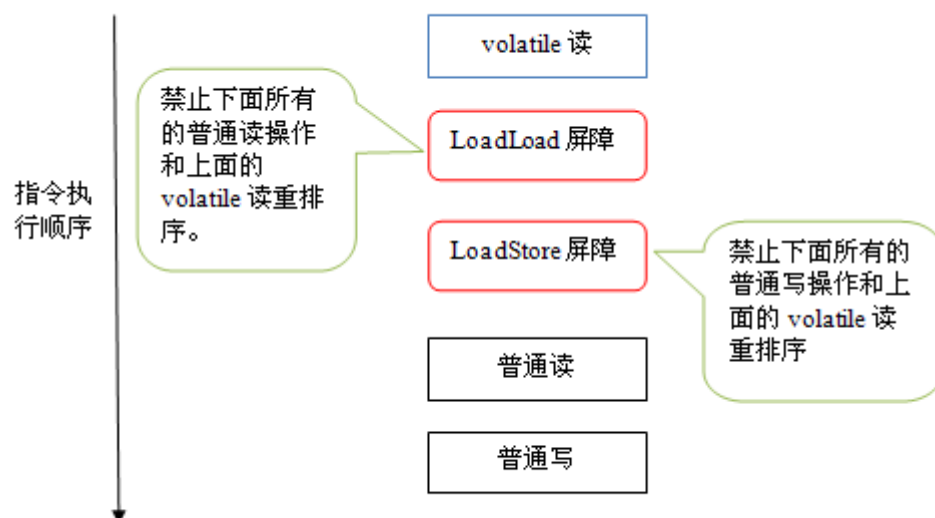 volatile 读
禁止下面所有
的普通读操作
和上面的
volatile 读重排
序。
LoadLoad 屏障
指令执
行顺序
LoadStore 屏障
禁止下面所有的
普通写操作和上
面的 volatile 读
重排序
普通读
普通写